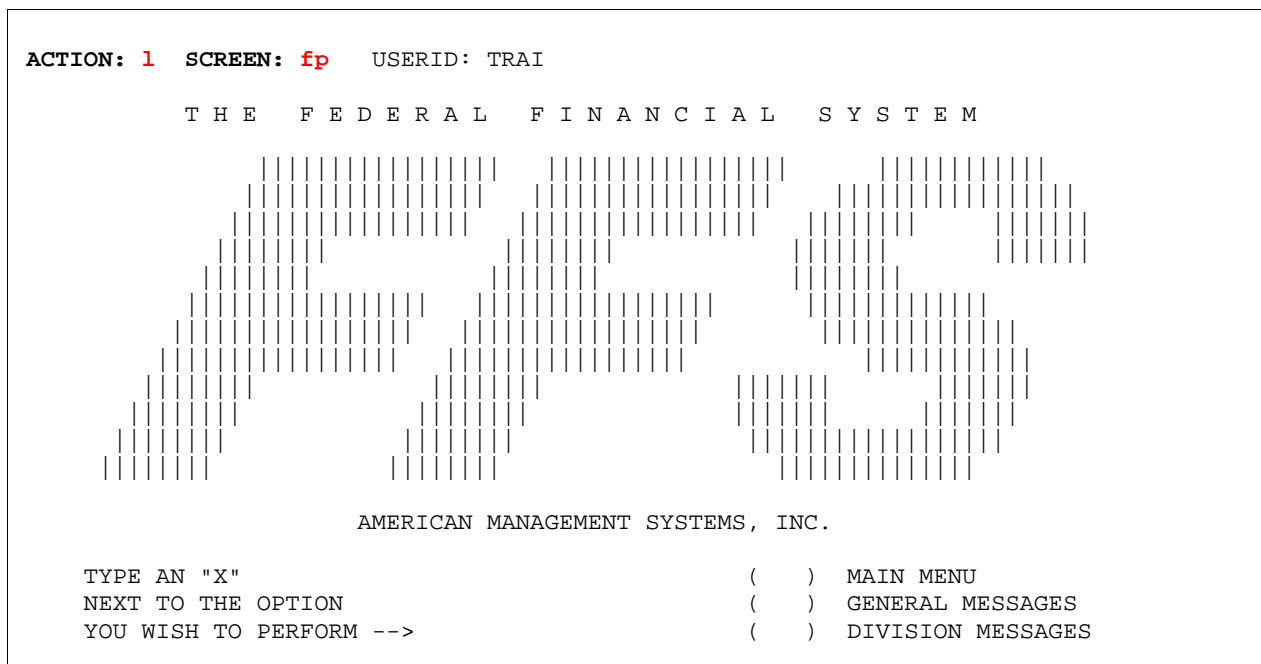 ACTION: l SCREEN: fp USERID: TRAI
T H E F E D E R A L F I N A N C I A L S Y S T E M
FFS
AMERICAN MANAGEMENT SYSTEMS, INC.
TYPE AN "X" ( ) MAIN MENU
NEXT TO THE OPTION ( ) GENERAL MESSAGES
YOU WISH TO PERFORM --> ( ) DIVISION MESSAGES